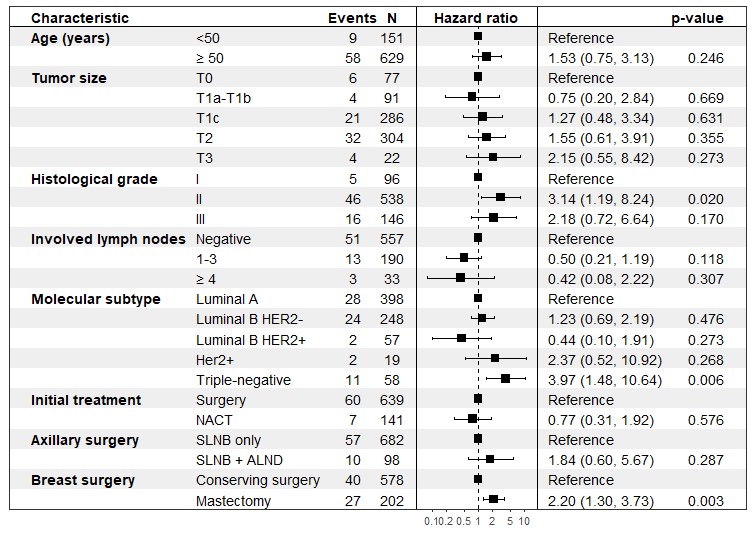 Characteristic Events N Hazard ratio p-value
Age (years) <50 9 151 Reference
≥ 50 58 629 1.53 (0.75, 3.13) 0.246
Tumor size T0 6 77 Reference
T1a-T1b 4 91 0.75 (0.20, 2.84) 0.669
T1c 21 286 1.27 (0.48, 3.34) 0.631
T2 32 304 1.55 (0.61, 3.91) 0.355
T3 4 22 2.15 (0.55, 8.42) 0.273
Histological grade I 5 96 Reference
II 46 538 3.14 (1.19, 8.24) 0.020
III 16 146 2.18 (0.72, 6.64) 0.170
Involved lymph nodes Negative 51 557 Reference
1-3 13 190 0.50 (0.21, 1.19) 0.118
≥ 4 3 33 0.42 (0.08, 2.22) 0.307
Molecular subtype Luminal A 28 398 Reference
Luminal B HER2- 24 248 1.23 (0.69, 2.19) 0.476
Luminal B HER2+ 2 57 0.44 (0.10, 1.91) 0.273
Her2+ 2 19 2.37 (0.52, 10.92) 0.268
Triple-negative 11 58 3.97 (1.48, 10.64) 0.006
Initial treatment Surgery 60 639 Reference
NACT 7 141 0.77 (0.31, 1.92) 0.576
Axillary surgery SLNB only 57 682 Reference
SLNB + ALND 10 98 1.84 (0.60, 5.67) 0.287
Breast surgery Conserving surgery 40 578 Reference
Mastectomy 27 202 2.20 (1.30, 3.73) 0.003
0.1 0.2 0.5 1 2 5 10